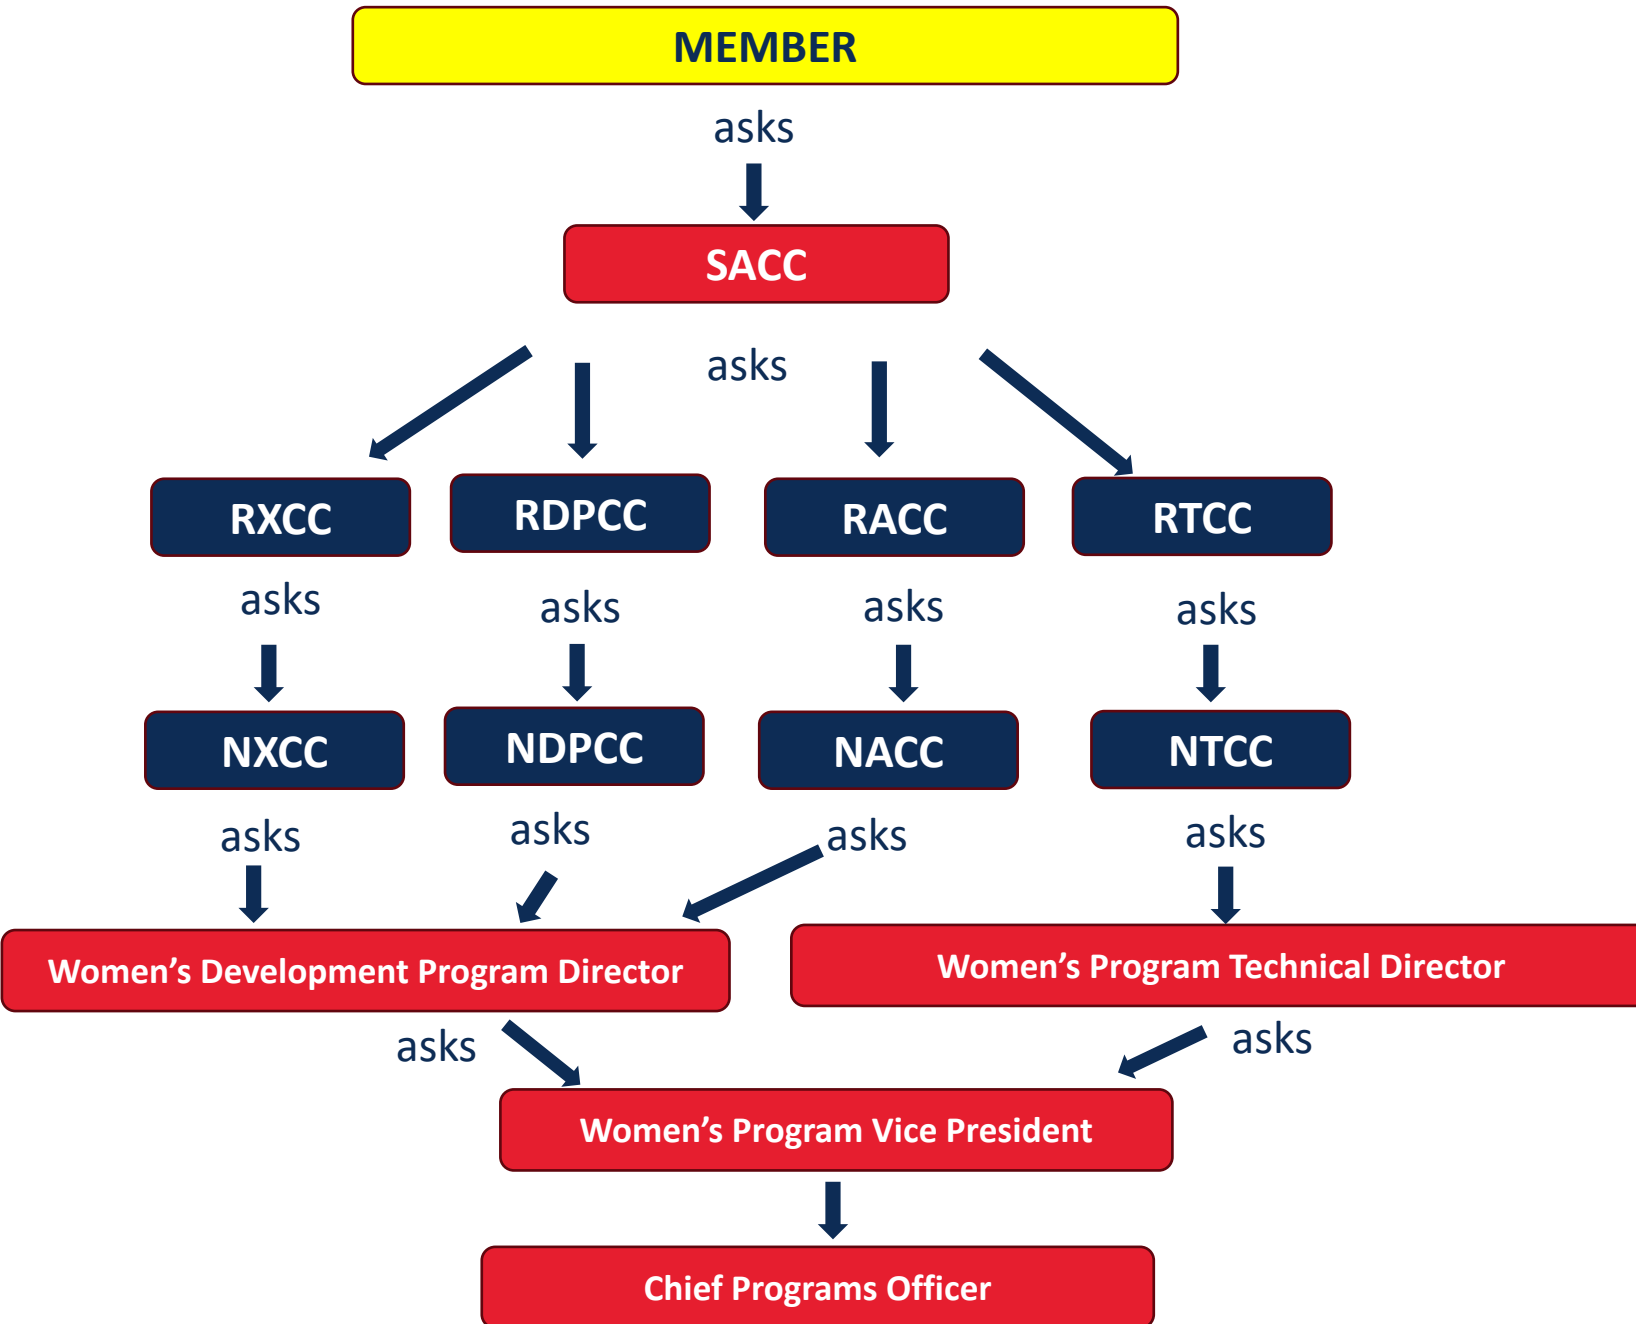 MEMBER
asks
SACC
asks
RXCC
RDPCC
RACC
RTCC
asks
asks
asks
asks
NXCC
NDPCC
NACC
NTCC
asks
asks
asks
asks
Women’s Development Program Director
Women’s Program Technical Director
asks
asks
Women’s Program Vice President
Chief Programs Officer